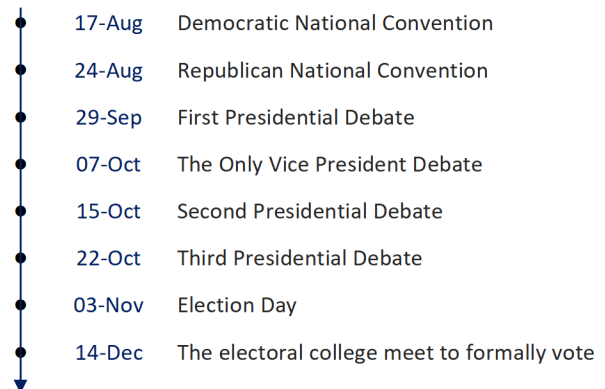 17-Aug Democratic National Convention
24-Aug Republican National Convention
29-Sep First Presidential Debate
07-Oct The Only Vice President Debate
15-Oct Second Presidential Debate
22-Oct Third Presidential Debate
03-Nov Election Day
14-Dec The electoral college meet to formally vote